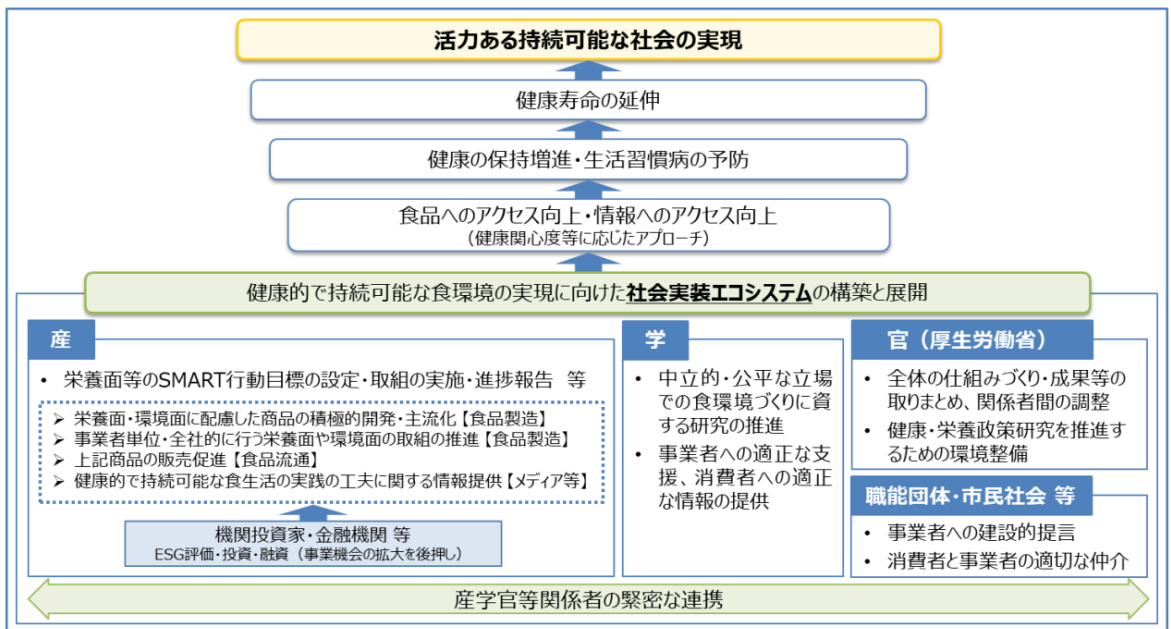 活力ある持続可能な社会の実現
健康寿命の延伸
健康の保持増進・生活習慣病の予防
食品へのアクセス向上・情報へのアクセス向上
（健康関心度等に応じたアプローチ）
健康的で持続可能な食環境の実現に向けた社会実装エコシステムの構築と展開
産
• 栄養面等のSMART行動目標の設定・取組の実施・進捗報告 等
➢ 栄養面・環境面に配慮した商品の積極的開発・主流化【食品製造】
➢ 事業者単位・全社的に行う栄養面や環境面の取組の推進【食品製造】
➢ 上記商品の販売促進【食品流通】
➢ 健康的で持続可能な食生活の実践の工夫に関する情報提供【メディア等】
機関投資家・金融機関 等
ESG評価・投資・融資（事業機会の拡大を後押し）
学
• 中立的・公平な立場
での食環境づくりに資
する研究の推進
• 事業者への適正な支
援、消費者への適正
な情報の提供
官（厚生労働省）
• 全体の仕組みづくり・成果等の
取りまとめ、関係者間の調整
• 健康・栄養政策研究を推進す
るための環境整備
職能団体・市民社会 等
• 事業者への建設的提言
• 消費者と事業者の適切な仲介
産学官等関係者の緊密な連携